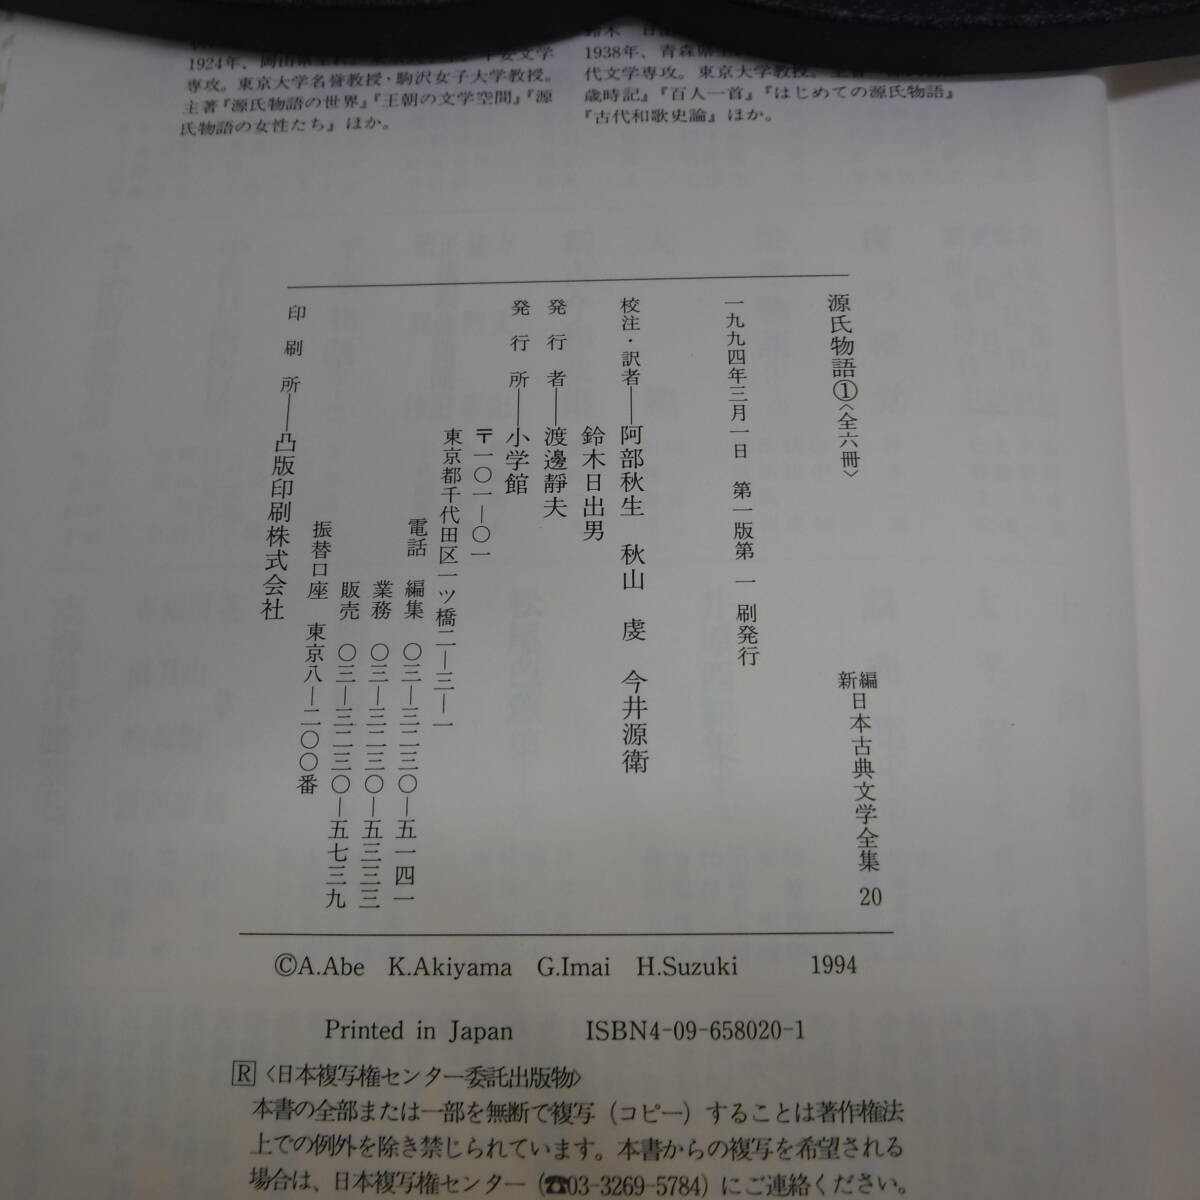 1924年、岡山県生れ。東京大学卒。平安文学
専攻。東京大学名誉教授・駒沢女子大学教授。
主著『源氏物語の世界』『王朝の文学空間』『源
氏物語の女性たち』ほか。
鈴木 日出男
1938年、青森県
代文学専攻。東京大学教授。主著
歳時記』『百人一首』『はじめての源氏物語』
『古代和歌史論』ほか。
新編日本古典文学全集 20
源氏物語①〈全六冊〉
一九九四年三月一日 第一版第一刷発行
校注・訳者――阿部秋生 秋山 虔 今井源衛
鈴木日出男
発行者――渡邊靜夫
発行所――小学館
〒一〇一―〇一
東京都千代田区一ツ橋二―三―一
電話 編集 〇三―三二三〇―五一四一
業務 〇三―三二三〇―五三三三
販売 〇三―三二三〇―五七三九
振替口座 東京八―二〇〇番
印刷所――凸版印刷株式会社
©A.Abe K.Akiyama G.Imai H.Suzuki 1994
Printed in Japan ISBN4-09-658020-1
R〈日本複写権センター委託出版物〉
本書の全部または一部を無断で複写（コピー）することは著作権法
上での例外を除き禁じられています。本書からの複写を希望される
場合は、日本複写権センター（☎03-3269-5784）にご連絡ください。